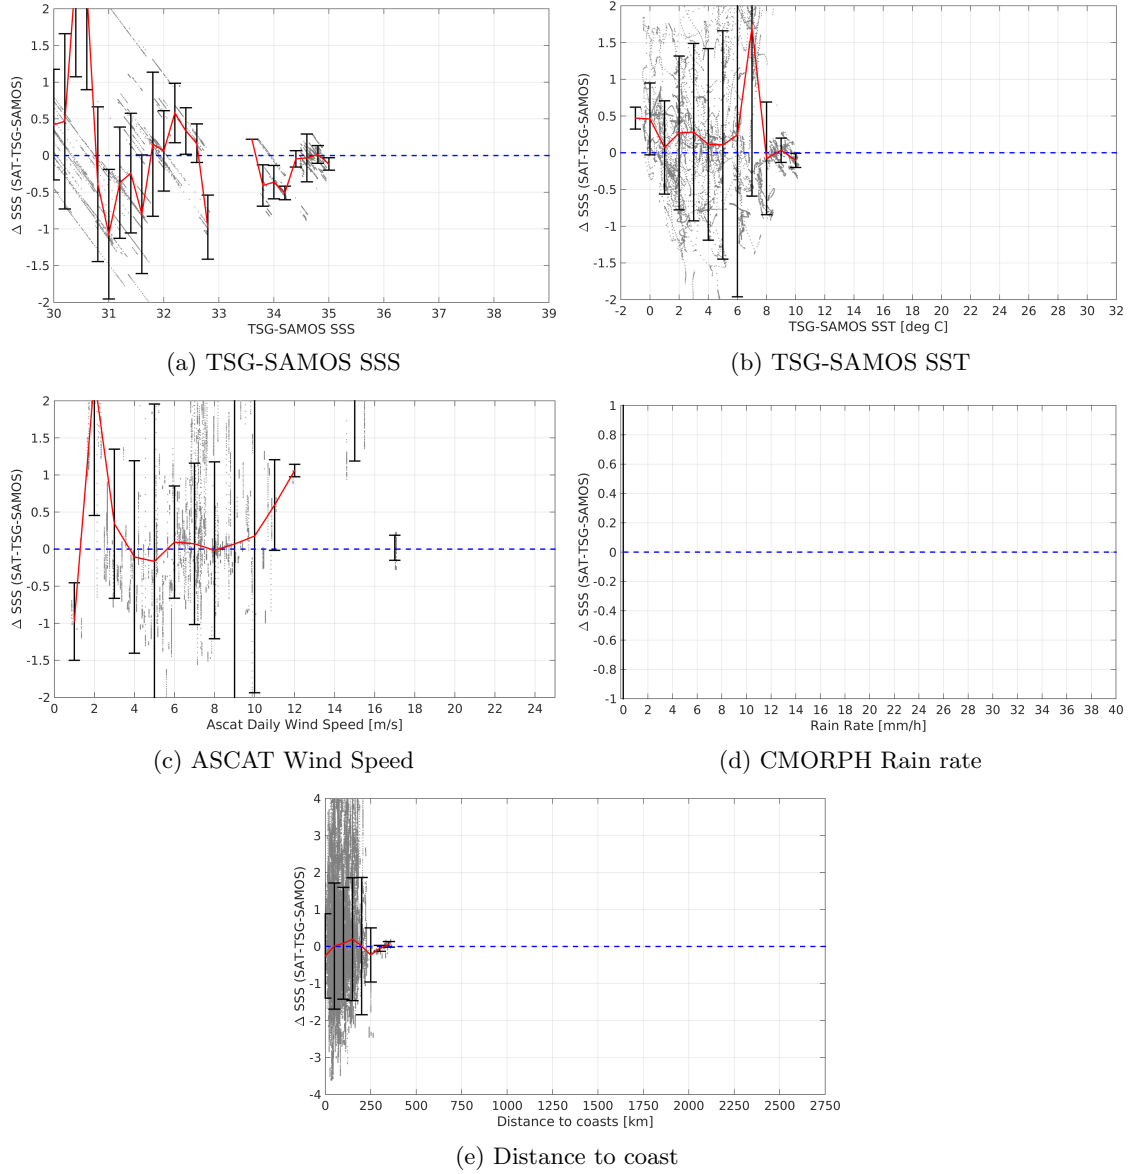 Δ SSS (SAT-TSG-SAMOS)
2
1.5
1
0.5
0
-0.5
-1
-1.5
-2
30 31 32 33 34 35 36 37 38 39
TSG-SAMOS SSS
(a) TSG-SAMOS SSS
Δ SSS (SAT-TSG-SAMOS)
2
1.5
1
0.5
0
-0.5
-1
-1.5
-2
-2 0 2 4 6 8 10 12 14 16 18 20 22 24 26 28 30 32
TSG-SAMOS SST [deg C]
(b) TSG-SAMOS SST
Δ SSS (SAT-TSG-SAMOS)
2
1.5
1
0.5
0
-0.5
-1
-1.5
-2
0 2 4 6 8 10 12 14 16 18 20 22 24
Ascat Daily Wind Speed [m/s]
(c) ASCAT Wind Speed
Δ SSS (SAT-TSG-SAMOS)
1
0.8
0.6
0.4
0.2
0
-0.2
-0.4
-0.6
-0.8
-1
0 2 4 6 8 10 12 14 16 18 20 22 24 26 28 30 32 34 36 38 40
Rain Rate [mm/h]
(d) CMORPH Rain rate
Δ SSS (SAT-TSG-SAMOS)
4
3
2
1
0
-1
-2
-3
-4
0 250 500 750 1000 1250 1500 1750 2000 2250 2500 2750
Distance to coasts [km]
(e) Distance to coast